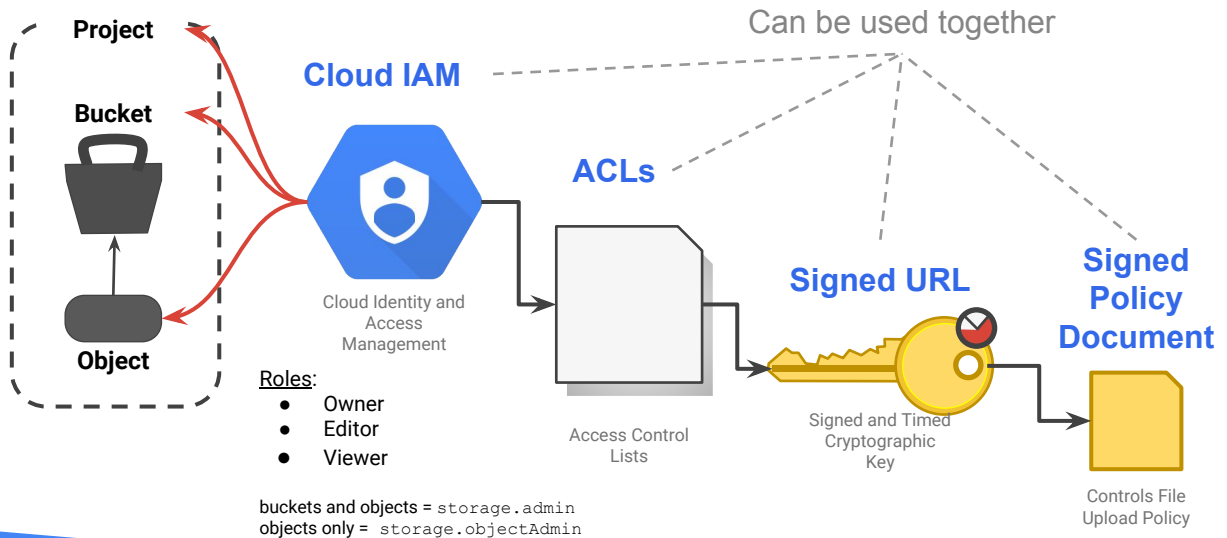 Can be used together
Project
Cloud IAM
Bucket
ACLs
Signed URL
Signed
Policy
Document
Cloud Identity and
Access
Management
Object
Roles:
● Owner
● Editor
● Viewer
Access Control
Lists
Signed and Timed
Cryptographic
Key
Controls File
Upload Policy
buckets and objects = storage.admin
objects only = storage.objectAdmin